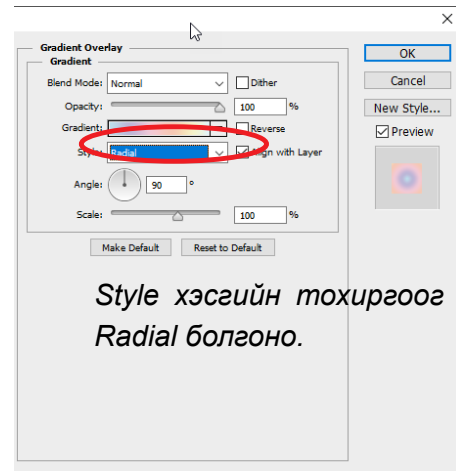 Gradient Overlay
Gradient
Blend Mode: Normal Dither
Opacity: 100 %
Gradient: Reverse
Style: Radial Align with Layer
Angle: 90 °
Scale: 100 %
Make Default Reset to Default
OK
Cancel
New Style...
Preview
Style хэсгийн тохиргоог
Radial болгоно.